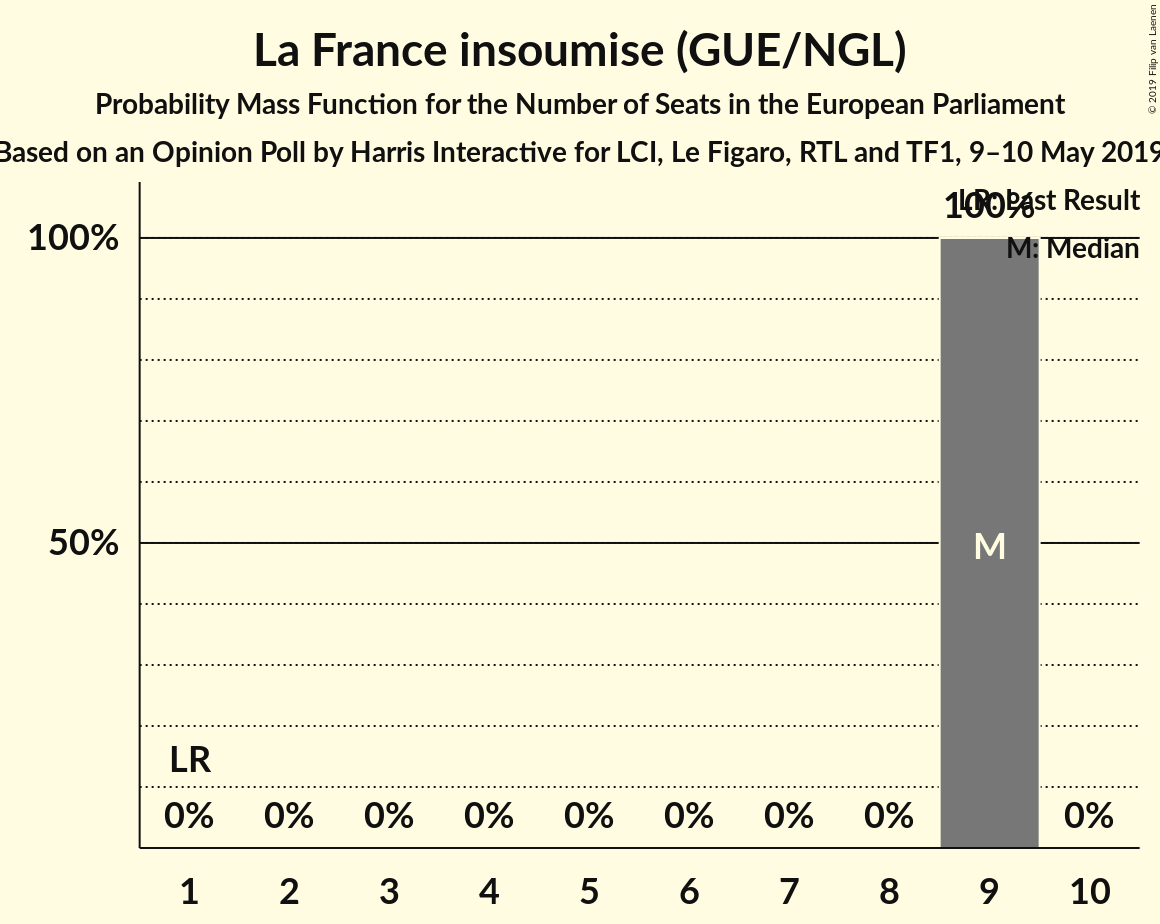 La France insoumise (GUE/NGL)
Probability Mass Function for the Number of Seats in the European Parliament
Based on an Opinion Poll by Harris Interactive for LCI, Le Figaro, RTL and TF1, 9–10 May 2019
© 2019 Filip van Laenen
LR: Last Result
100%
M: Median
100%
50%
M
LR
0% 0% 0% 0% 0% 0% 0% 0% 0%
1 2 3 4 5 6 7 8 9 10